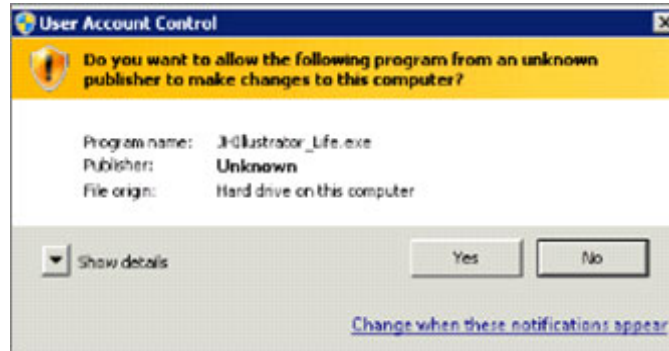 User Account Control
Do you want to allow the following program from an unknown
publisher to make changes to this computer?
Program name:
Publisher: Unknown
File origin: Hard drive on this computer
Show details
Yes No
Change when these notifications appear